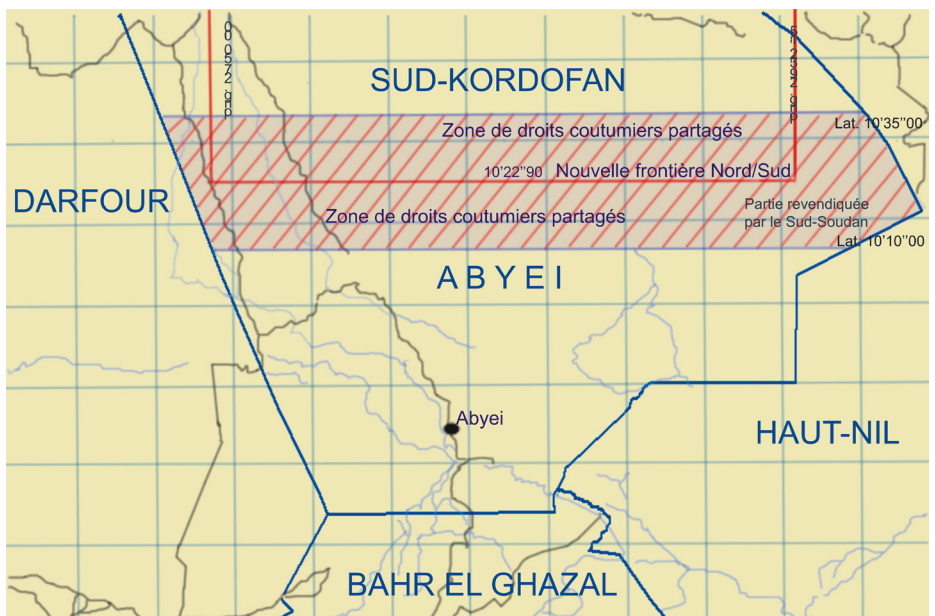 SUD-KORDOFAN
Zone de droits coutumiers partagés
Lat. 10'35''00
10'22''90 Nouvelle frontière Nord/Sud
DARFOUR
Partie revendiquée
par le Sud-Soudan
Zone de droits coutumiers partagés
Lat. 10'10''00
ABYEI
Abyei
HAUT-NIL
BAHR EL GHAZAL